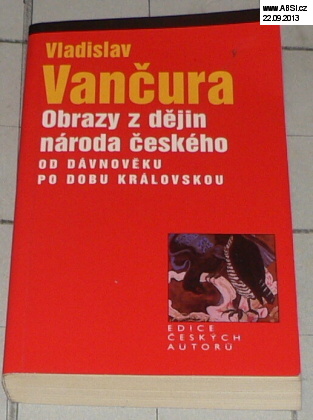 www.ABSI.cz
22.09.2013
Vladislav
Vančura
Obrazy z dějin
národa českého
OD DÁVNOVĚKU
PO DOBU KRÁLOVSKOU
EDICE
ČESKÝCH
AUTORŮ